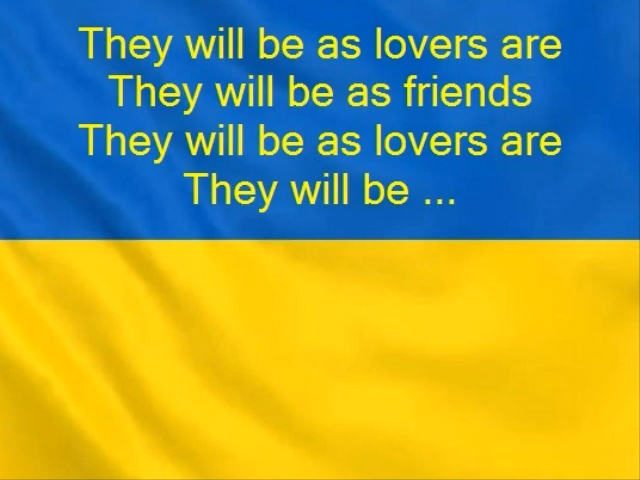 They will be as lovers are
They will be as friends
They will be as lovers are
They will be ...